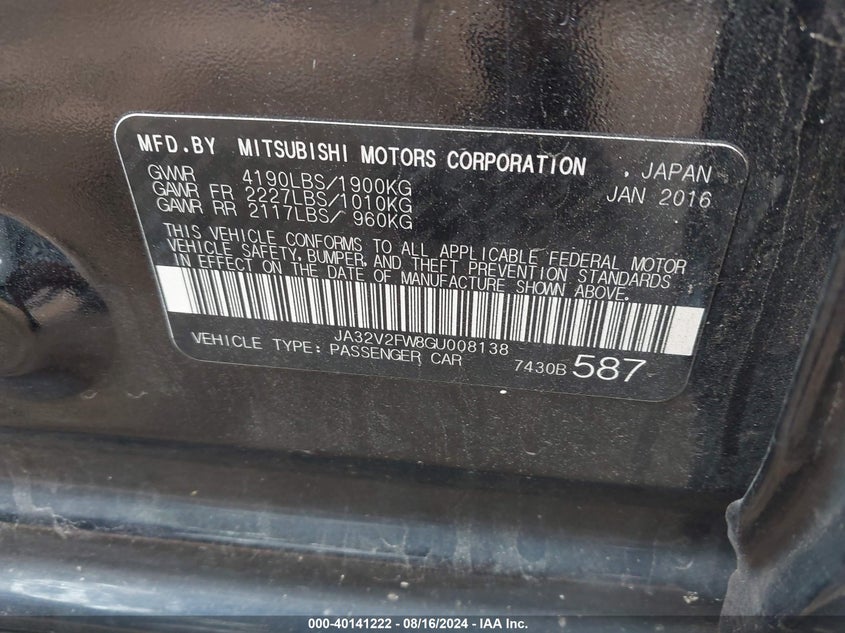 MFD.BY MITSUBISHI MOTORS CORPORATION , JAPAN
JAN 2016
GVWR 4190LBS/1900KG
GAWR FR 2227LBS/1010KG
GAWR RR 2117LBS/ 960KG
THIS VEHICLE CONFORMS TO ALL APPLICABLE FEDERAL MOTOR
VEHICLE SAFETY, BUMPER, AND THEFT PREVENTION STANDARDS
IN EFFECT ON THE DATE OF MANUFACTURE SHOWN ABOVE.
JA32V2FW8GU008138
VEHICLE TYPE: PASSENGER CAR
7430B 587
000-40141222 - 08/16/2024 - IAA Inc.